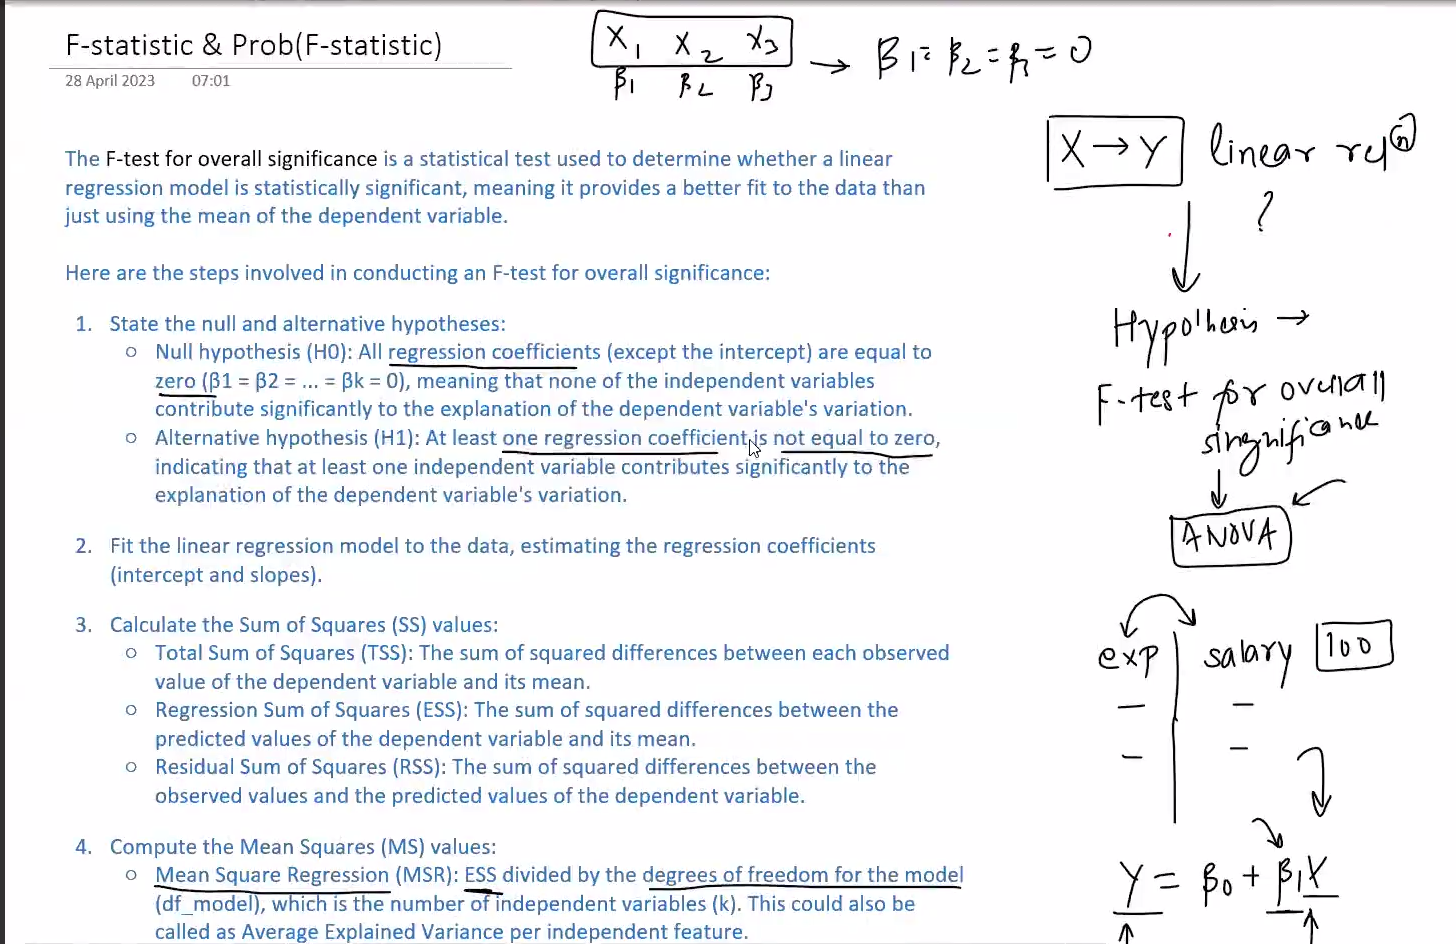 F-statistic & Prob(F-statistic)
28 April 2023 07:01
X1 X2 X3
β1 β2 β3
→ β1 = β2 = β3 = 0
The F-test for overall significance is a statistical test used to determine whether a linear
regression model is statistically significant, meaning it provides a better fit to the data than
just using the mean of the dependent variable.
Here are the steps involved in conducting an F-test for overall significance:
1. State the null and alternative hypotheses:
○ Null hypothesis (H0): All regression coefficients (except the intercept) are equal to
zero (β1 = β2 = ... = βk = 0), meaning that none of the independent variables
contribute significantly to the explanation of the dependent variable's variation.
○ Alternative hypothesis (H1): At least one regression coefficient is not equal to zero,
indicating that at least one independent variable contributes significantly to the
explanation of the dependent variable's variation.
2. Fit the linear regression model to the data, estimating the regression coefficients
(intercept and slopes).
3. Calculate the Sum of Squares (SS) values:
○ Total Sum of Squares (TSS): The sum of squared differences between each observed
value of the dependent variable and its mean.
○ Regression Sum of Squares (ESS): The sum of squared differences between the
predicted values of the dependent variable and its mean.
○ Residual Sum of Squares (RSS): The sum of squared differences between the
observed values and the predicted values of the dependent variable.
4. Compute the Mean Squares (MS) values:
○ Mean Square Regression (MSR): ESS divided by the degrees of freedom for the model
(df_model), which is the number of independent variables (k). This could also be
called as Average Explained Variance per independent feature.
X → Y linear rel(n)
?
Hypothesis →
F-test for overall
singnificance
ANOVA
exp salary 100
Y = β0 + β1X